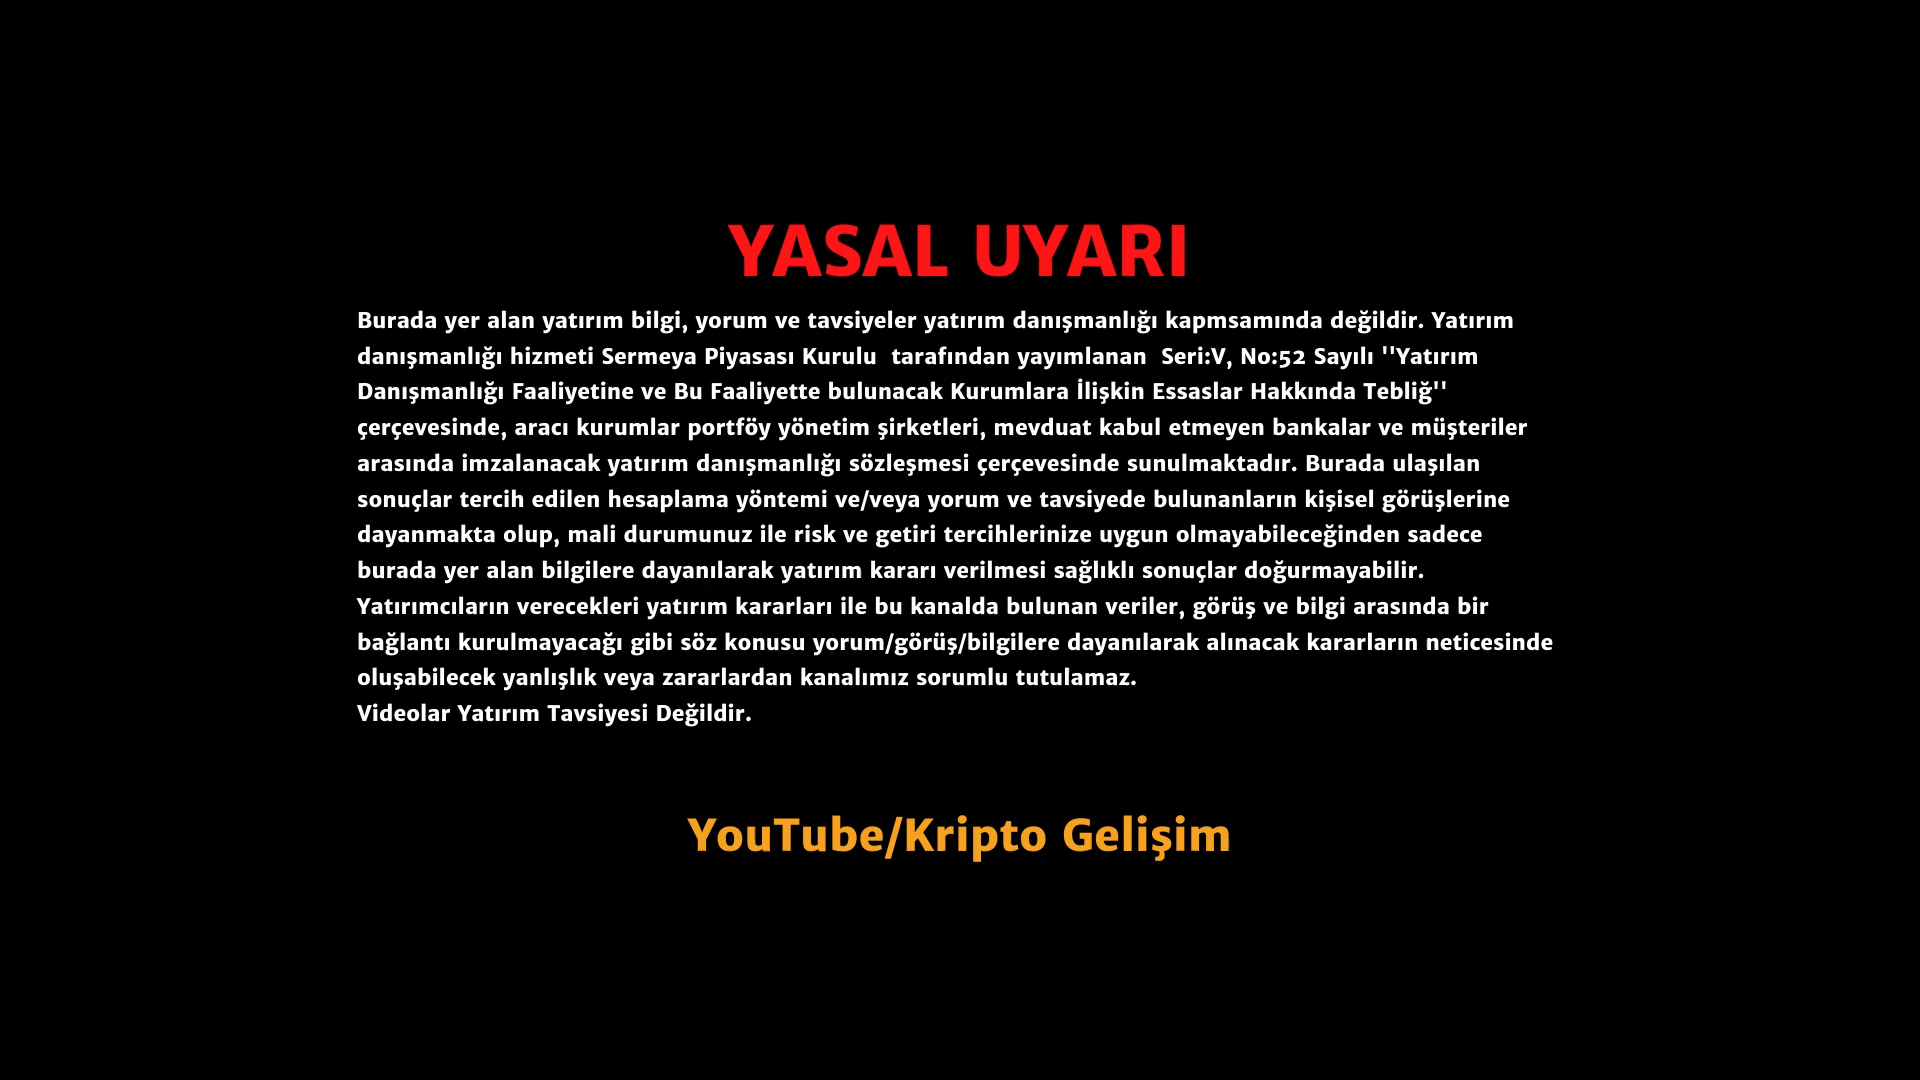 YASAL UYARI
Burada yer alan yatırım bilgi, yorum ve tavsiyeler yatırım danışmanlığı kapmsamında değildir. Yatırım
danışmanlığı hizmeti Sermeya Piyasası Kurulu  tarafından yayımlanan  Seri:V, No:52 Sayılı ''Yatırım
Danışmanlığı Faaliyetine ve Bu Faaliyette bulunacak Kurumlara İlişkin Essaslar Hakkında Tebliğ''
çerçevesinde, aracı kurumlar portföy yönetim şirketleri, mevduat kabul etmeyen bankalar ve müşteriler
arasında imzalanacak yatırım danışmanlığı sözleşmesi çerçevesinde sunulmaktadır. Burada ulaşılan
sonuçlar tercih edilen hesaplama yöntemi ve/veya yorum ve tavsiyede bulunanların kişisel görüşlerine
dayanmakta olup, mali durumunuz ile risk ve getiri tercihlerinize uygun olmayabileceğinden sadece
burada yer alan bilgilere dayanılarak yatırım kararı verilmesi sağlıklı sonuçlar doğurmayabilir.
Yatırımcıların verecekleri yatırım kararları ile bu kanalda bulunan veriler, görüş ve bilgi arasında bir
bağlantı kurulmayacağı gibi söz konusu yorum/görüş/bilgilere dayanılarak alınacak kararların neticesinde
oluşabilecek yanlışlık veya zararlardan kanalımız sorumlu tutulamaz.
Videolar Yatırım Tavsiyesi Değildir.
YouTube/Kripto Gelişim